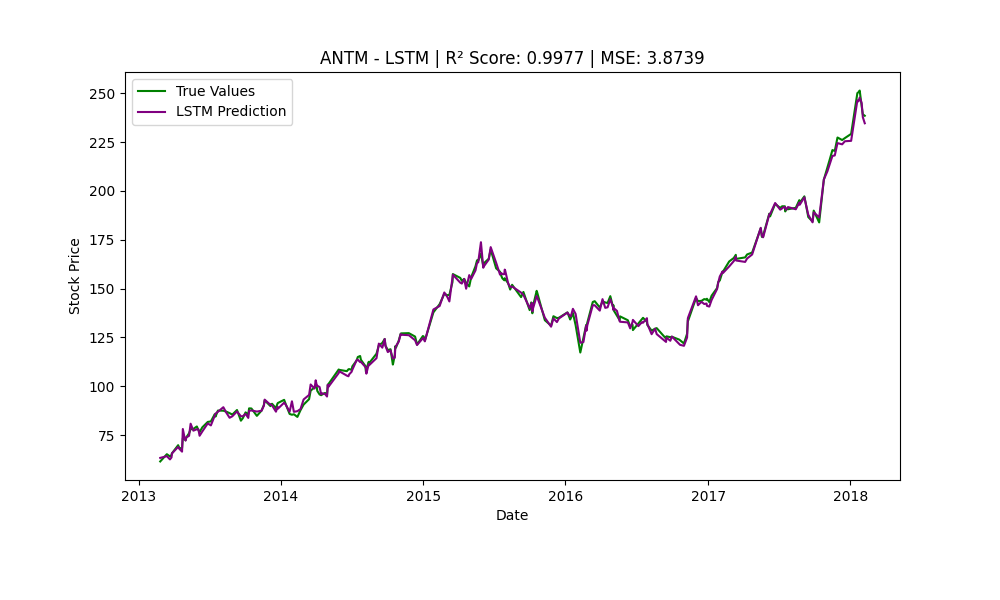 ANTM - LSTM | R² Score: 0.9977 | MSE: 3.8739
True Values
LSTM Prediction
250
225
200
175
150
125
100
75
Stock Price
2013 2014 2015 2016 2017 2018
Date